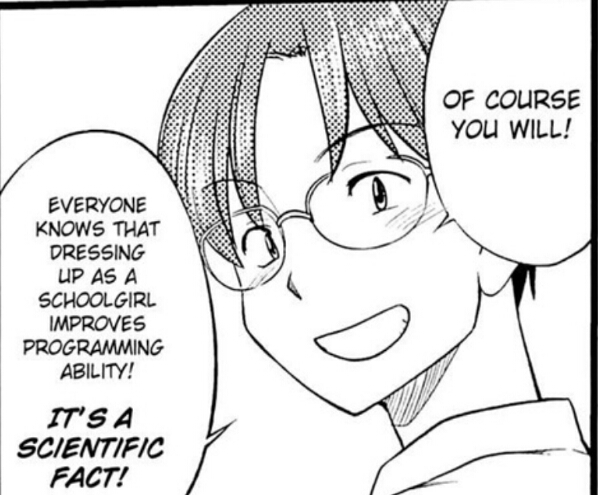 OF COURSE
YOU WILL!
EVERYONE
KNOWS THAT
DRESSING
UP AS A
SCHOOLGIRL
IMPROVES
PROGRAMMING
ABILITY!
IT'S A
SCIENTIFIC
FACT!